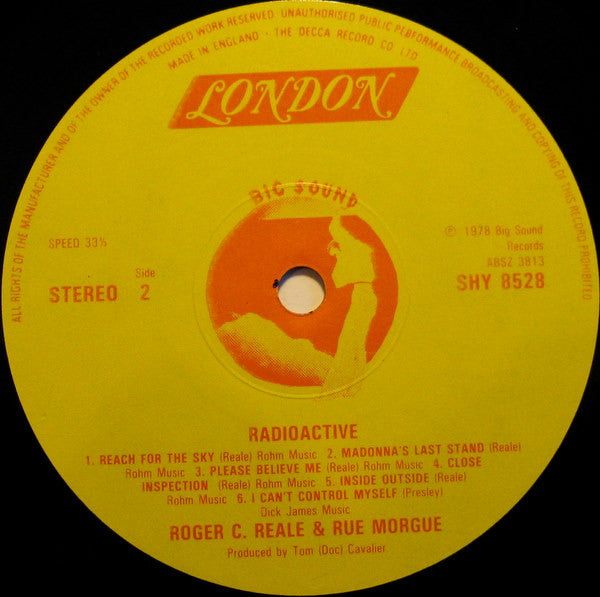 ALL RIGHTS OF THE MANUFACTURER AND OF THE OWNER OF THE RECORDED WORK RESERVED UNAUTHORISED PUBLIC PERFORMANCE BROADCASTING AND COPYING OF THIS RECORD PROHIBITED
MADE IN ENGLAND · THE DECCA RECORD CO LTD
LONDON
BIG SOUND
SPEED 33⅓
Side
STEREO 2
℗ 1978 Big Sound
Records
ABSZ 3813
SHY 8528
RADIOACTIVE
1. REACH FOR THE SKY (Reale) Rohm Music 2. MADONNA'S LAST STAND (Reale)
Rohm Music 3. PLEASE BELIEVE ME (Reale) Rohm Music 4. CLOSE
INSPECTION (Reale) Rohm Music 5. INSIDE OUTSIDE (Reale)
Rohm Music 6. I CAN'T CONTROL MYSELF (Presley)
Dick James Music
ROGER C. REALE & RUE MORGUE
Produced by Tom (Doc) Cavalier